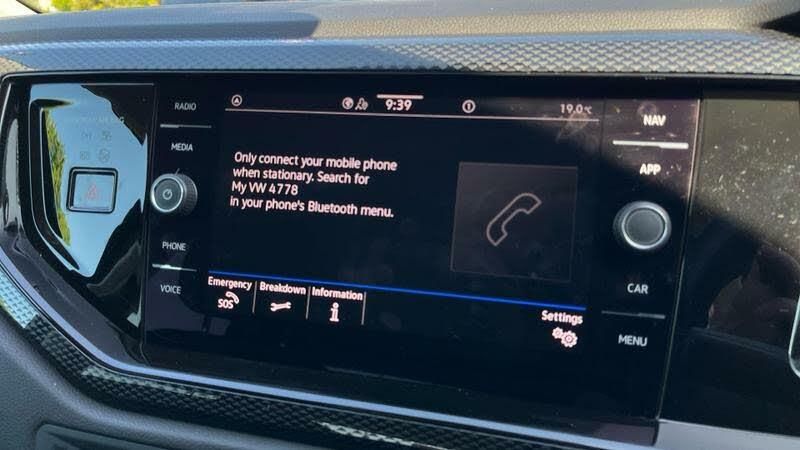 RADIO
MEDIA
PHONE
VOICE
9:39
19.0°C
Only connect your mobile phone
when stationary. Search for
My VW 4778
in your phone's Bluetooth menu.
Emergency
SOS
Breakdown
Information
i
Settings
NAV
APP
CAR
MENU